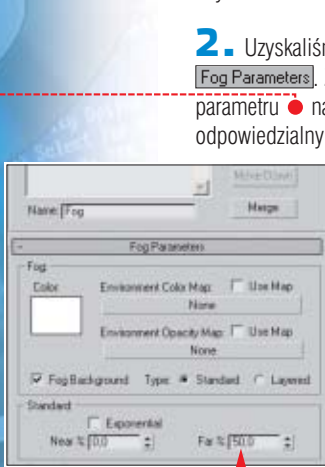 2. Uzyskaliś
Fog Parameters.
parametru na
odpowiedzialny
Move Down
Name: Fog Merge
- Fog Parameters
Fog
Color: Environment Color Map: Use Map
None
Environment Opacity Map: Use Map
None
Fog Background Type: Standard Layered
Standard
Exponential
Near % 0,0 Far % 50,0